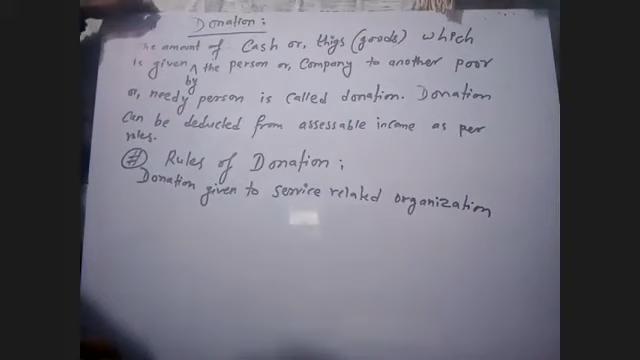 Donation:
he amount of Cash or, thigs (goods) which
is given by the person or, Company to another poor
or, needy person is called donation. Donation
Can be deducted from assessable income as per
rules.
# Rules of Donation:
Donation given to service related organization